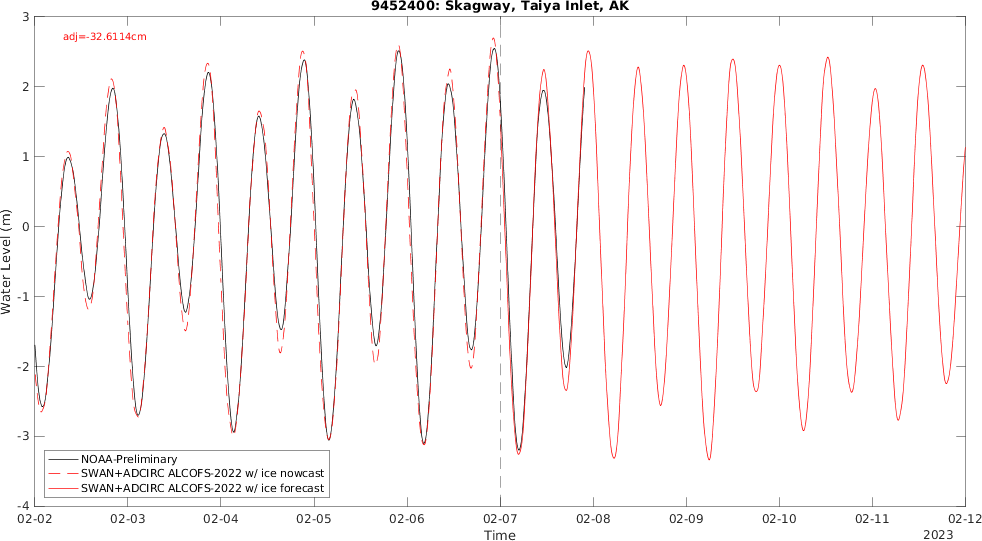 9452400: Skagway, Taiya Inlet, AK
adj=-32.6114cm
3
2
1
0
-1
-2
-3
-4
Water Level (m)
NOAA-Preliminary
SWAN+ADCIRC ALCOFS-2022 w/ ice nowcast
SWAN+ADCIRC ALCOFS-2022 w/ ice forecast
02-02 02-03 02-04 02-05 02-06 02-07 02-08 02-09 02-10 02-11 02-12
Time
2023